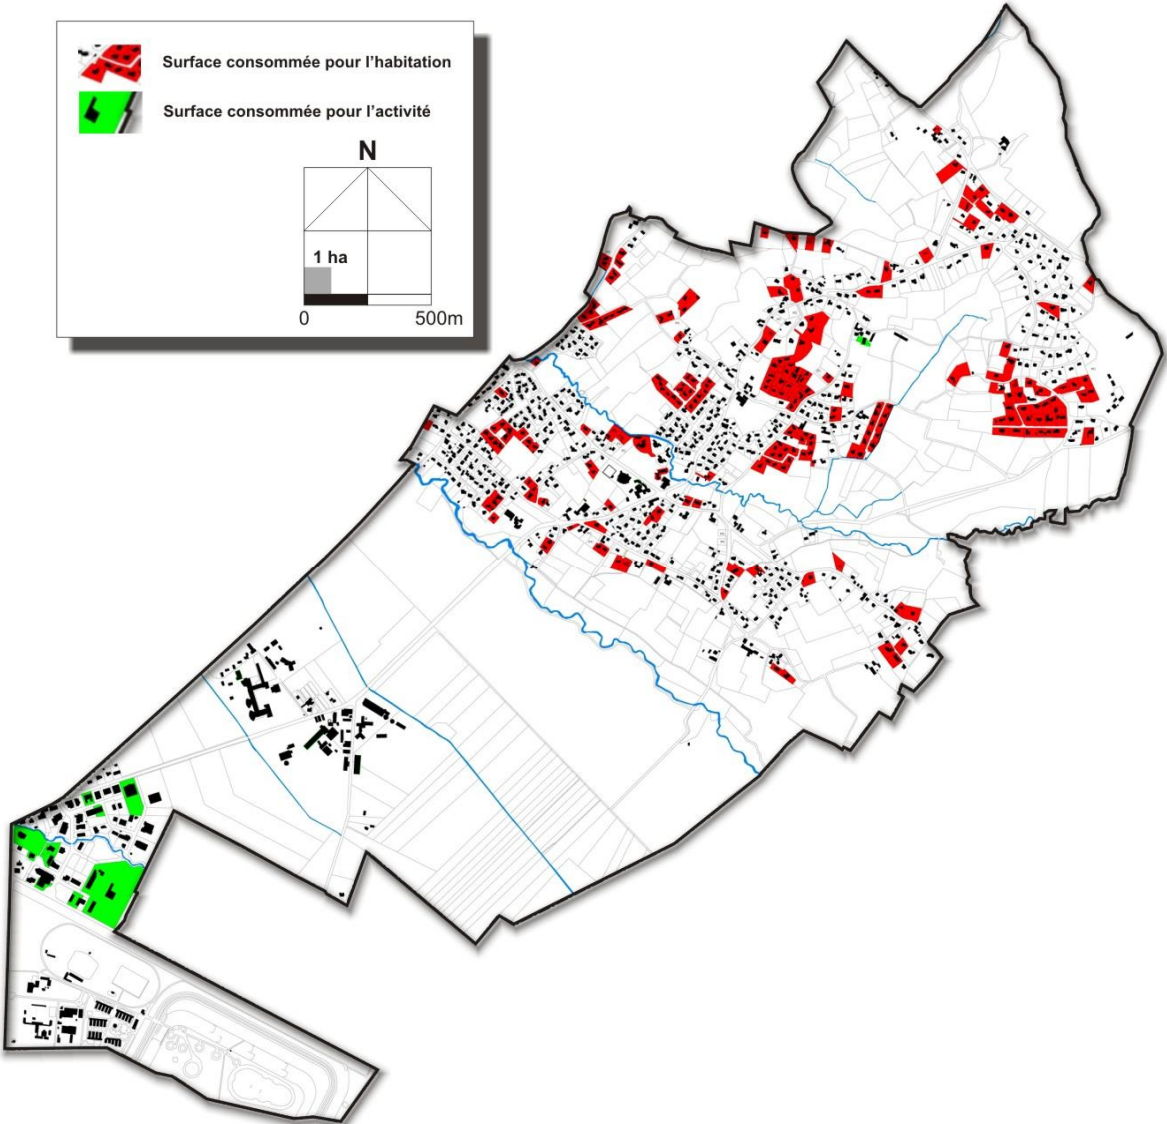 Surface consommée pour l'habitation
Surface consommée pour l'activité
N
1 ha
0 500m